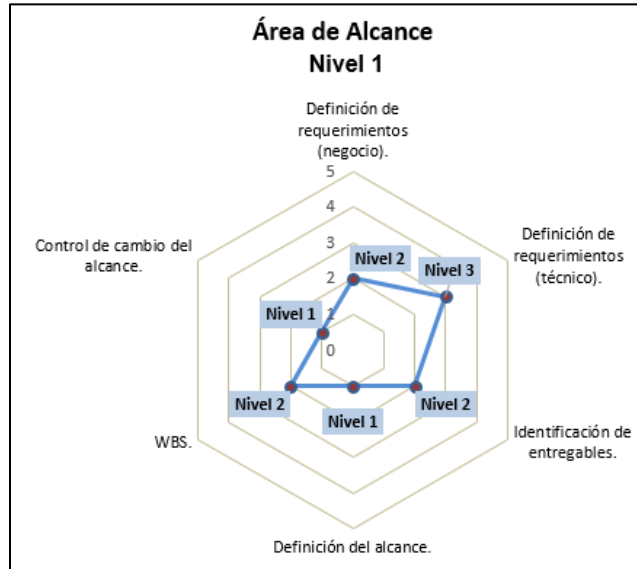 Área de Alcance
Nivel 1
Definición de
requerimientos
(negocio).
5
4
3
2
1
0
Definición de
requerimientos
(técnico).
Control de cambio del
alcance.
Nivel 2
Nivel 3
Nivel 1
Nivel 2
Nivel 1
Nivel 2
WBS.
Identificación de
entregables.
Definición del alcance.